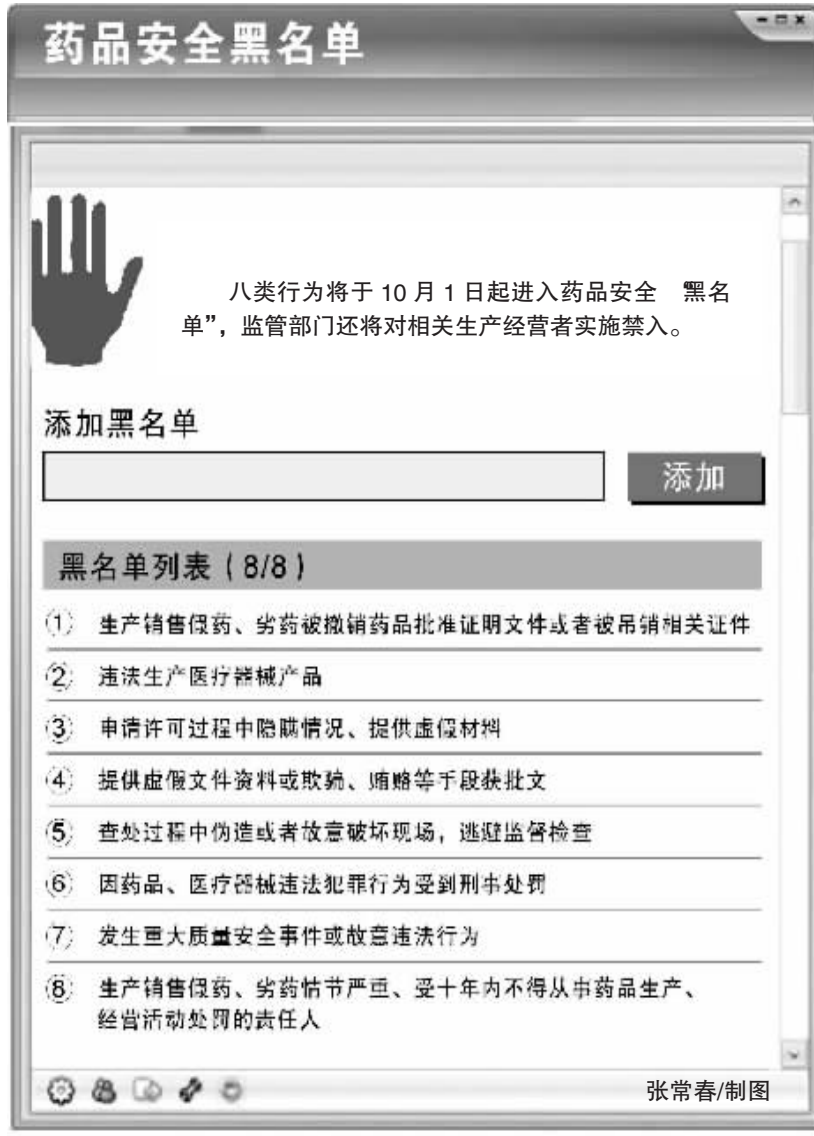 药品安全黑名单
八类行为将于 10 月 1 日起进入药品安全 “黑名
单”，监管部门还将对相关生产经营者实施禁入。
添加黑名单
添加
黑名单列表（8/8）
① 生产销售假药、劣药被撤销药品批准证明文件或者被吊销相关证件
② 违法生产医疗器械产品
③ 申请许可过程中隐瞒情况、提供虚假材料
④ 提供虚假文件资料或欺骗、贿赂等手段获批文
⑤ 查处过程中伪造或者故意破坏现场，逃避监督检查
⑥ 因药品、医疗器械违法犯罪行为受到刑事处罚
⑦ 发生重大质量安全事件或故意违法行为
⑧ 生产销售假药、劣药情节严重、受十年内不得从事药品生产、
经营活动处罚的责任人
张常春/制图